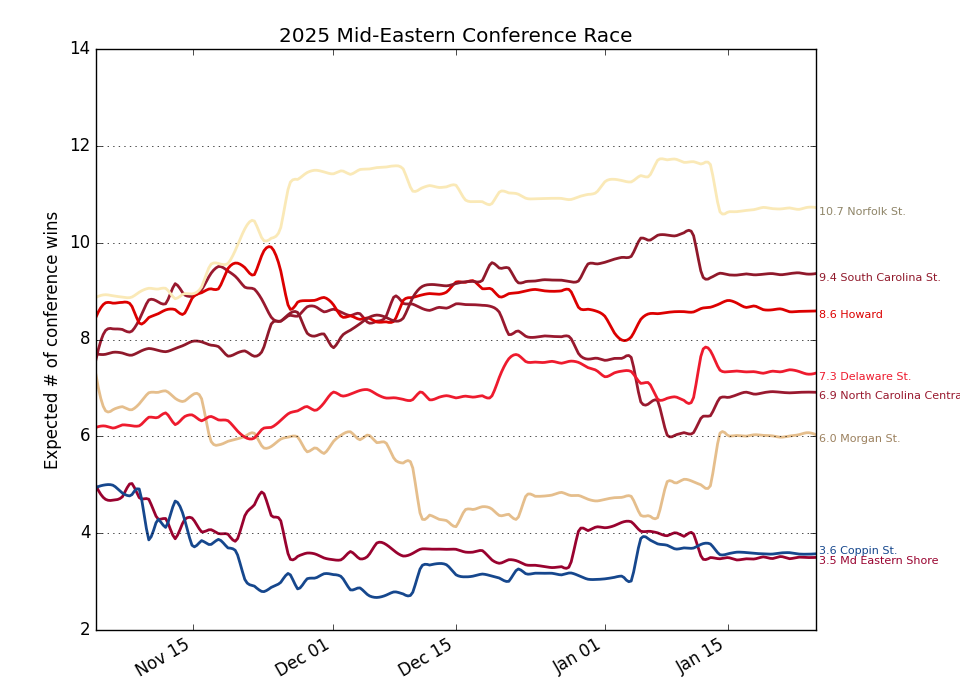 2025 Mid-Eastern Conference Race
Expected # of conference wins
14
12
10
8
6
4
2
Nov 15
Dec 01
Dec 15
Jan 01
Jan 15
10.7 Norfolk St.
9.4 South Carolina St.
8.6 Howard
7.3 Delaware St.
6.9 North Carolina Centra
6.0 Morgan St.
3.6 Coppin St.
3.5 Md Eastern Shore